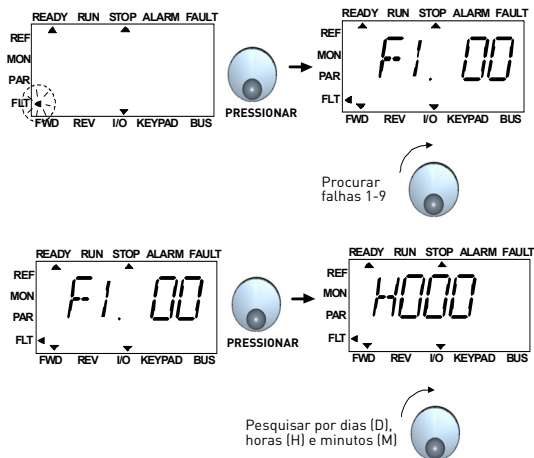 READY RUN STOP ALARM FAULT
REF
MON
PAR
FLT
FWD REV I/O KEYPAD BUS
PRESSIONAR
READY RUN STOP ALARM FAULT
REF
MON
PAR
FLT
F1. 00
FWD REV I/O KEYPAD BUS
Procurar
falhas 1-9
READY RUN STOP ALARM FAULT
REF
MON
PAR
FLT
F1. 00
FWD REV I/O KEYPAD BUS
PRESSIONAR
READY RUN STOP ALARM FAULT
REF
MON
PAR
FLT
H000
FWD REV I/O KEYPAD BUS
Pesquisar por dias (D),
horas (H) e minutos (M)